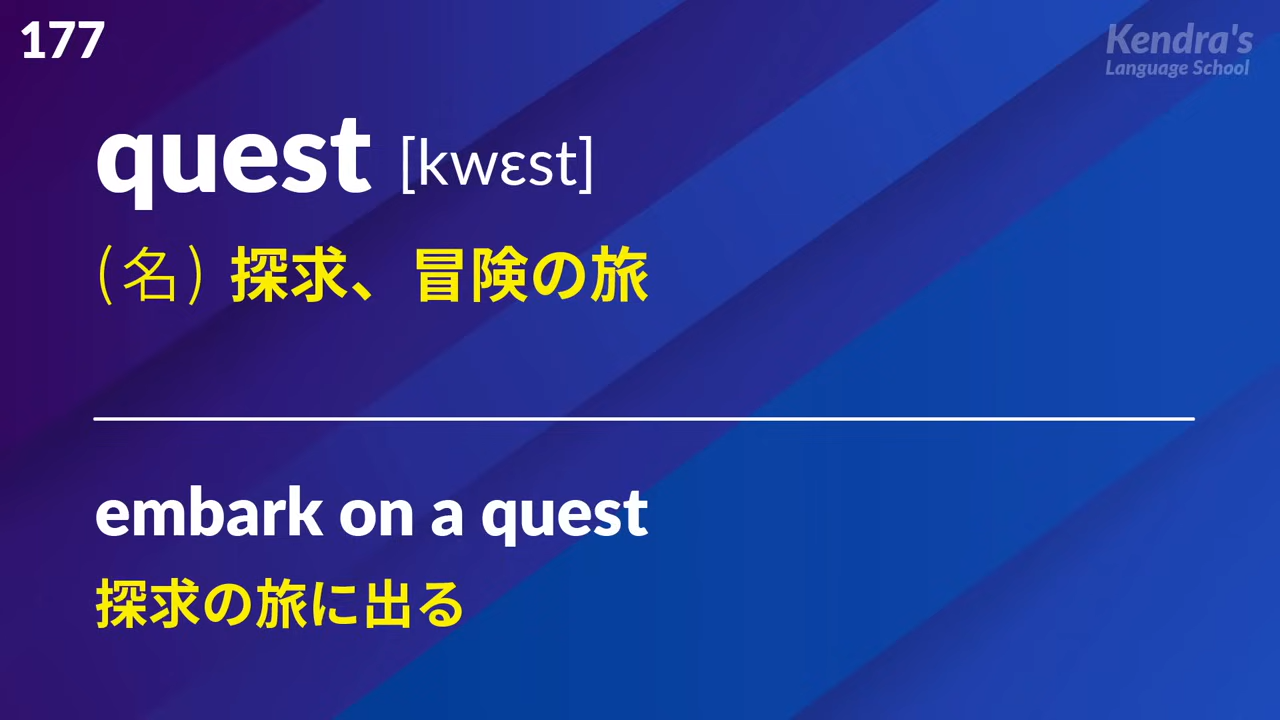 177
Kendra's
Language School
quest [kwɛst]
(名) 探求、冒険の旅
embark on a quest
探求の旅に出る